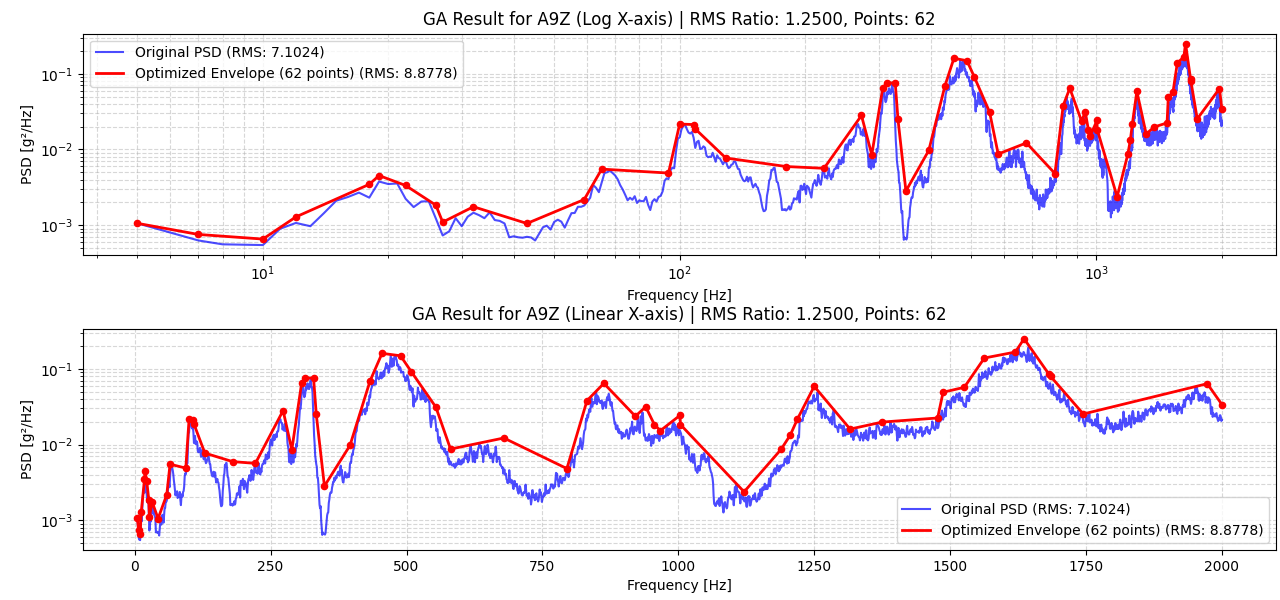 GA Result for A9Z (Log X-axis) | RMS Ratio: 1.2500, Points: 62
Original PSD (RMS: 7.1024)
Optimized Envelope (62 points) (RMS: 8.8778)
PSD [g²/Hz]
10⁻¹
10⁻²
10⁻³
10¹
10²
10³
Frequency [Hz]
GA Result for A9Z (Linear X-axis) | RMS Ratio: 1.2500, Points: 62
PSD [g²/Hz]
10⁻¹
10⁻²
10⁻³
Original PSD (RMS: 7.1024)
Optimized Envelope (62 points) (RMS: 8.8778)
0 250 500 750 1000 1250 1500 1750 2000
Frequency [Hz]